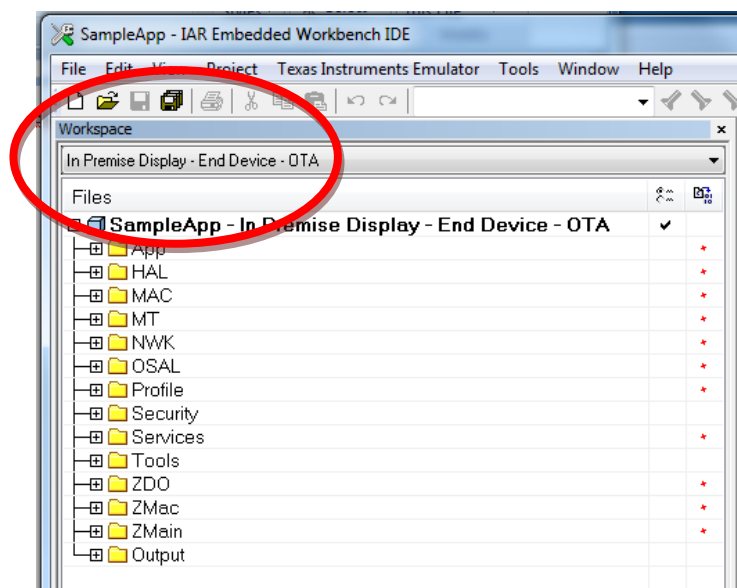 SampleApp - IAR Embedded Workbench IDE
File Edit View Project Texas Instruments Emulator Tools Window Help
Workspace
In Premise Display - End Device - OTA
Files
SampleApp - In Premise Display - End Device - OTA
App
HAL
MAC
MT
NWK
OSAL
Profile
Security
Services
Tools
ZDO
ZMac
ZMain
Output